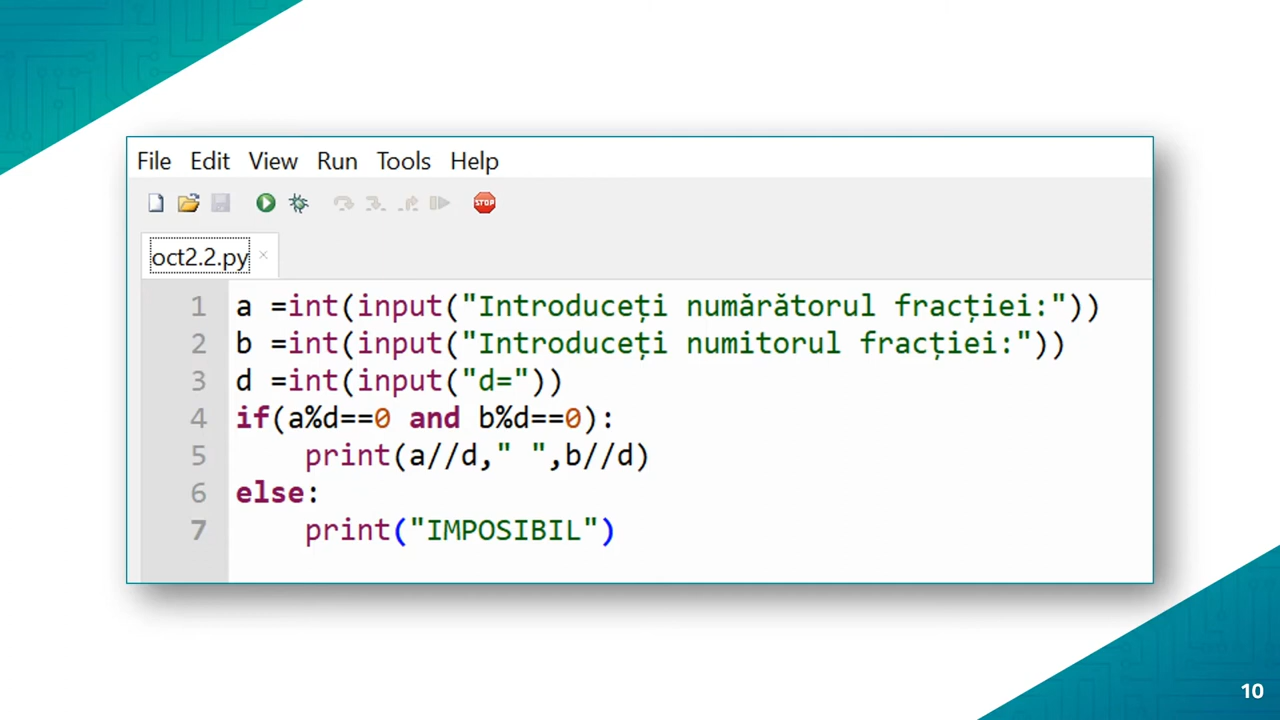 File Edit View Run Tools Help
STOP
oct2.2.py ×
1 a =int(input("Introduceți numărătorul fracției:"))
2 b =int(input("Introduceți numitorul fracției:"))
3 d =int(input("d="))
4 if(a%d==0 and b%d==0):
5     print(a//d," ",b//d)
6 else:
7     print("IMPOSIBIL")
10